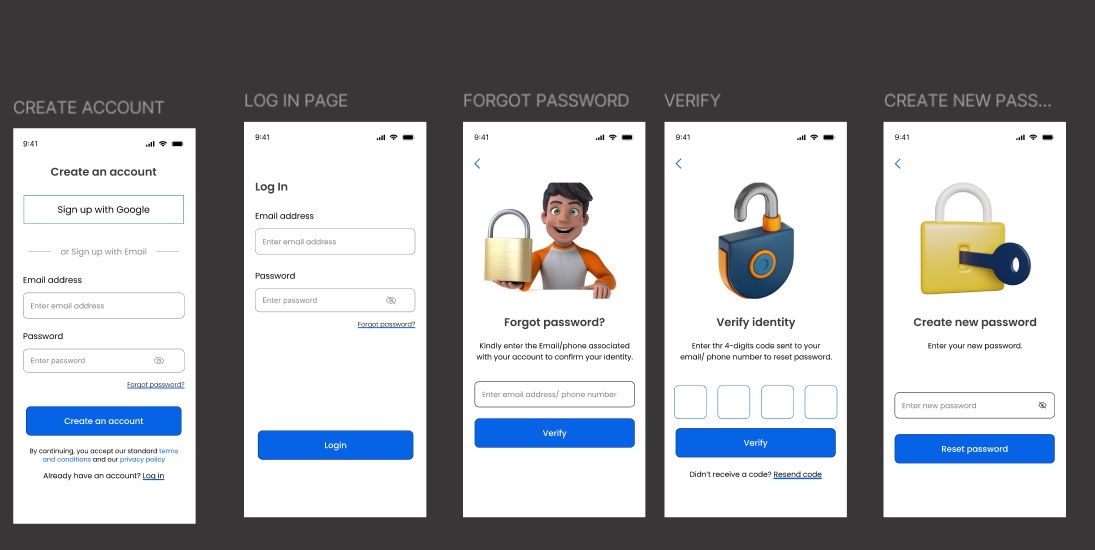 CREATE ACCOUNT
9:41
Create an account
Sign up with Google
or Sign up with Email
Email address
Enter email address
Password
Enter password
Forgot password?
Create an account
By continuing, you accept our standard terms
and conditions and our privacy policy
Already have an account? Log in
LOG IN PAGE
9:41
Log In
Email address
Enter email address
Password
Enter password
Forgot password?
Login
FORGOT PASSWORD
9:41
Forgot password?
Kindly enter the Email/phone associated
with your account to confirm your identity.
Enter email address/ phone number
Verify
VERIFY
9:41
Verify identity
Enter thr 4-digits code sent to your
email/ phone number to reset password.
Verify
Didn't receive a code? Resend code
CREATE NEW PASS...
9:41
Create new password
Enter your new password.
Enter new password
Reset password